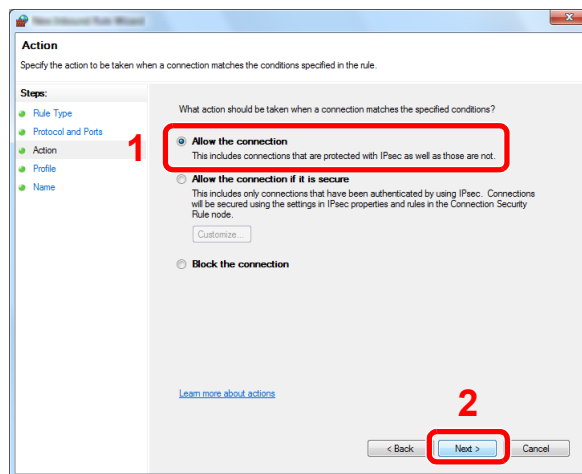 New Inbound Rule Wizard
Action
Specify the action to be taken when a connection matches the conditions specified in the rule.
Steps:
Rule Type
Protocol and Ports
Action
Profile
Name
What action should be taken when a connection matches the specified conditions?
1
Allow the connection
This includes connections that are protected with IPsec as well as those are not.
Allow the connection if it is secure
This includes only connections that have been authenticated by using IPsec. Connections
will be secured using the settings in IPsec properties and rules in the Connection Security
Rule node.
Customize...
Block the connection
Learn more about actions
2
< Back
Next >
Cancel